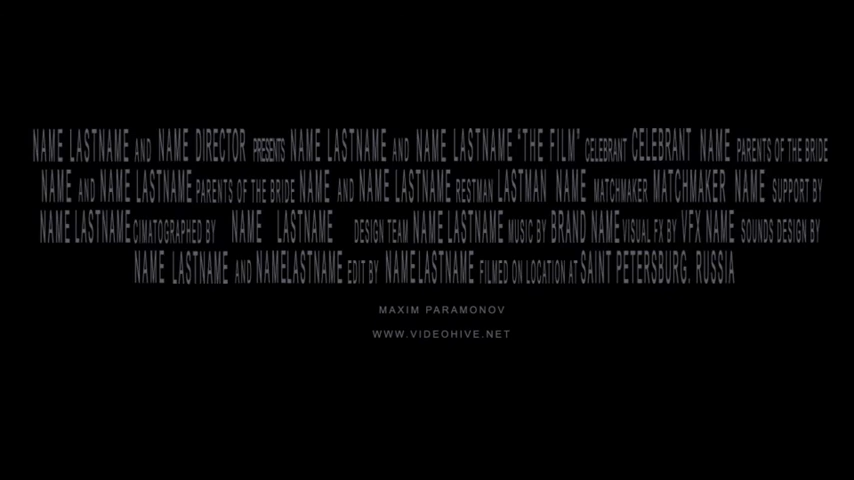 NAME LASTNAME AND NAME DIRECTOR PRESENTS NAME LASTNAME AND NAME LASTNAME "THE FILM" CELEBRANT CELEBRANT NAME PARENTS OF THE BRIDE
NAME AND NAME LASTNAME PARENTS OF THE BRIDE NAME AND NAME LASTNAME RESTMAN LASTMAN NAME MATCHMAKER MATCHMAKER NAME SUPPORT BY
NAME LASTNAME CIMATOGRAPHED BY NAME LASTNAME DESIGN TEAM NAME LASTNAME MUSIC BY BRAND NAME VISUAL FX BY VFX NAME SOUNDS DESIGN BY
NAME LASTNAME AND NAMELASTNAME EDIT BY NAMELASTNAME FILMED ON LOCATION AT SAINT PETERSBURG, RUSSIA
MAXIM PARAMONOV
WWW.VIDEOHIVE.NET